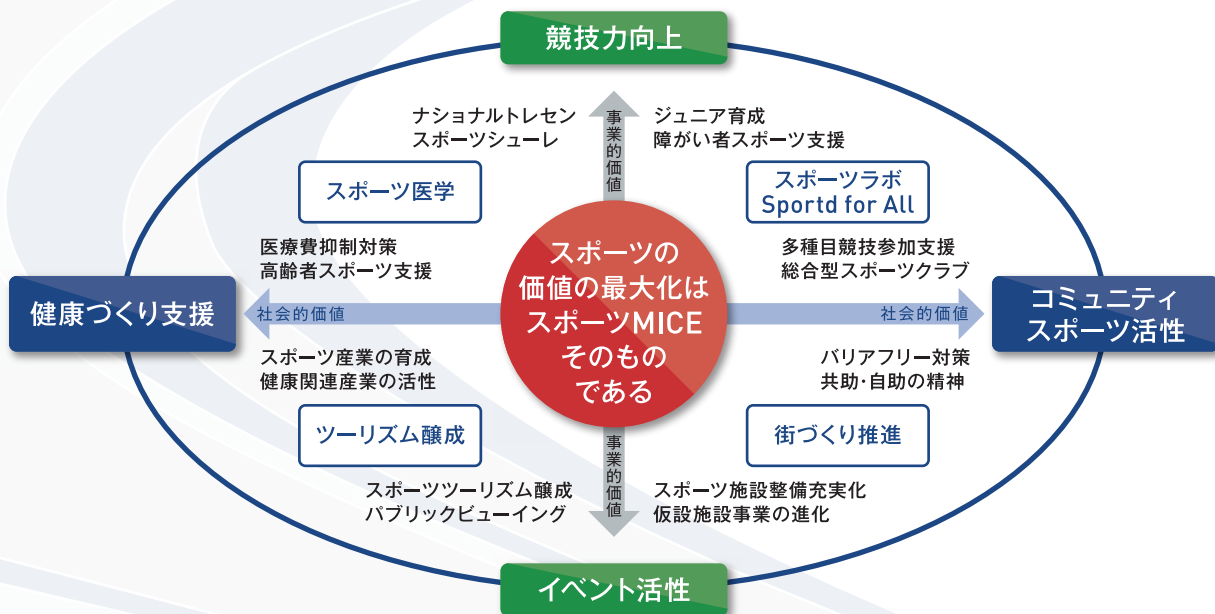 競技力向上
ナショナルトレセン
スポーツシューレ
事業的価値
ジュニア育成
障がい者スポーツ支援
スポーツ医学
スポーツラボ
Sportd for All
医療費抑制対策
高齢者スポーツ支援
スポーツの
価値の最大化は
スポーツMICE
そのもの
である
多種目競技参加支援
総合型スポーツクラブ
健康づくり支援
社会的価値
社会的価値
コミュニティ
スポーツ活性
スポーツ産業の育成
健康関連産業の活性
バリアフリー対策
共助・自助の精神
ツーリズム醸成
事業的価値
街づくり推進
スポーツツーリズム醸成
パブリックビューイング
スポーツ施設整備充実化
仮設施設事業の進化
イベント活性